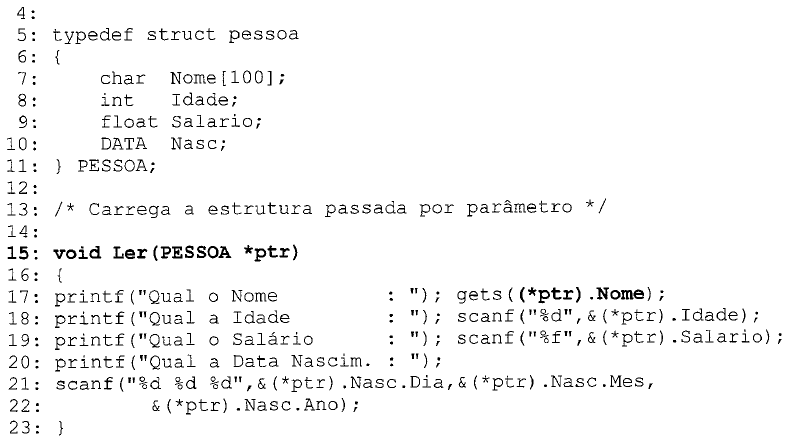 4:
5: typedef struct pessoa
6: {
7:     char  Nome[100];
8:     int   Idade;
9:     float Salario;
10:     DATA  Nasc;
11: } PESSOA;
12:
13: /* Carrega a estrutura passada por parâmetro */
14:
15: void Ler(PESSOA *ptr)
16: {
17: printf("Qual o Nome         : "); gets((*ptr).Nome);
18: printf("Qual a Idade        : "); scanf("%d",&(*ptr).Idade);
19: printf("Qual o Salário      : "); scanf("%f",&(*ptr).Salario);
20: printf("Qual a Data Nascim. : ");
21: scanf("%d %d %d",&(*ptr).Nasc.Dia,&(*ptr).Nasc.Mes,
22:         &(*ptr).Nasc.Ano);
23: }